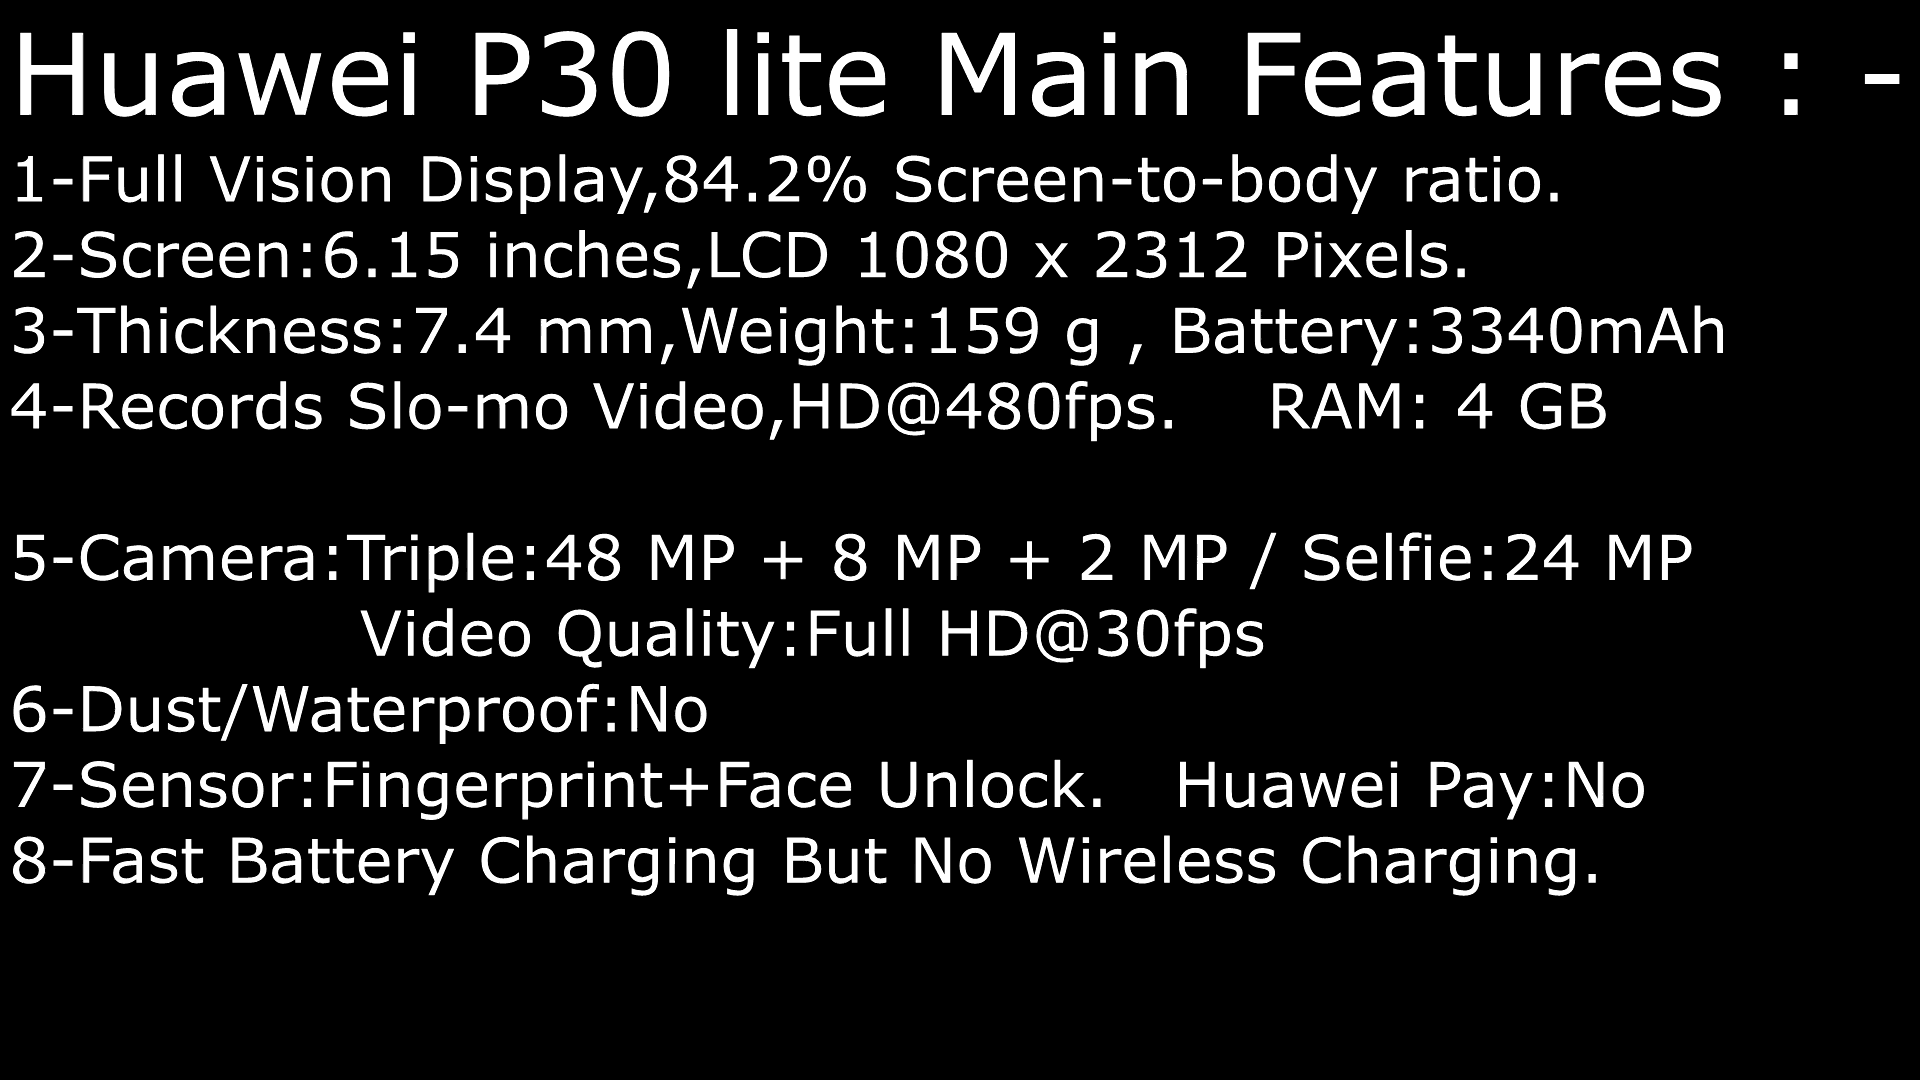 Huawei P30 lite Main Features : -
1-Full Vision Display,84.2% Screen-to-body ratio.
2-Screen:6.15 inches,LCD 1080 x 2312 Pixels.
3-Thickness:7.4 mm,Weight:159 g , Battery:3340mAh
4-Records Slo-mo Video,HD@480fps. RAM: 4 GB
5-Camera:Triple:48 MP + 8 MP + 2 MP / Selfie:24 MP
Video Quality:Full HD@30fps
6-Dust/Waterproof:No
7-Sensor:Fingerprint+Face Unlock. Huawei Pay:No
8-Fast Battery Charging But No Wireless Charging.